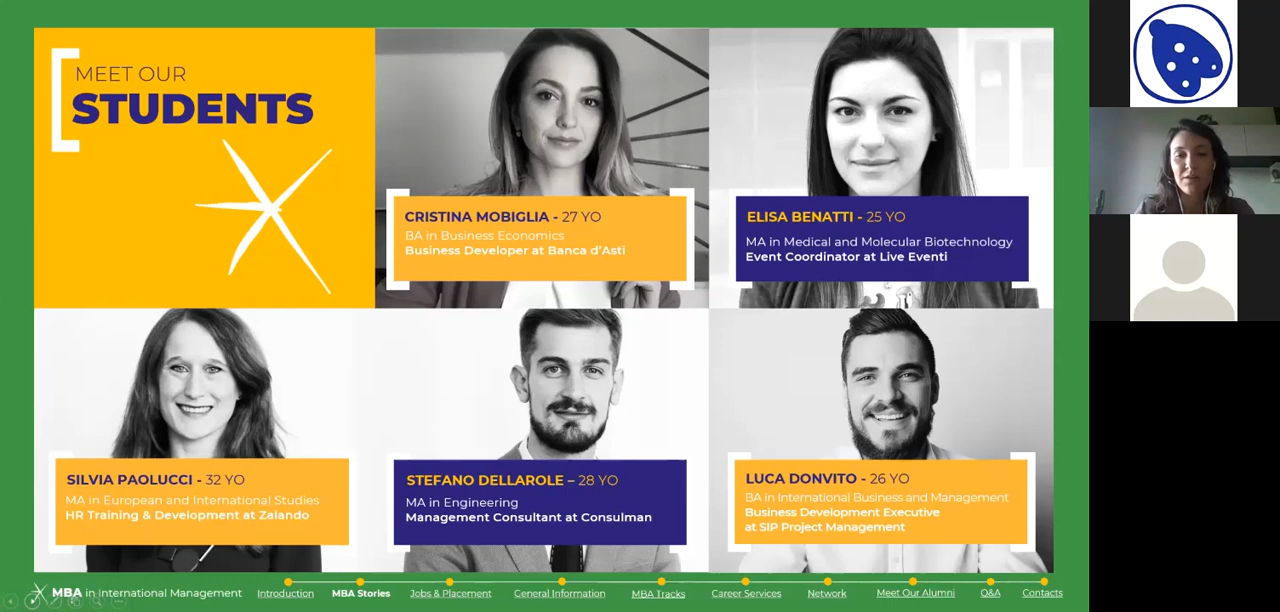 MEET OUR
STUDENTS
CRISTINA MOBIGLIA - 27 YO
BA in Business Economics
Business Developer at Banca d'Asti
ELISA BENATTI - 25 YO
MA in Medical and Molecular Biotechnology
Event Coordinator at Live Eventi
SILVIA PAOLUCCI - 32 YO
MA in European and International Studies
HR Training & Development at Zalando
STEFANO DELLAROLE – 28 YO
MA in Engineering
Management Consultant at Consulman
LUCA DONVITO - 26 YO
BA in International Business and Management
Business Development Executive
at SIP Project Management
MBA in International Management
Introduction
MBA Stories
Jobs & Placement
General Information
MBA Tracks
Career Services
Network
Meet Our Alumni
Q&A
Contacts